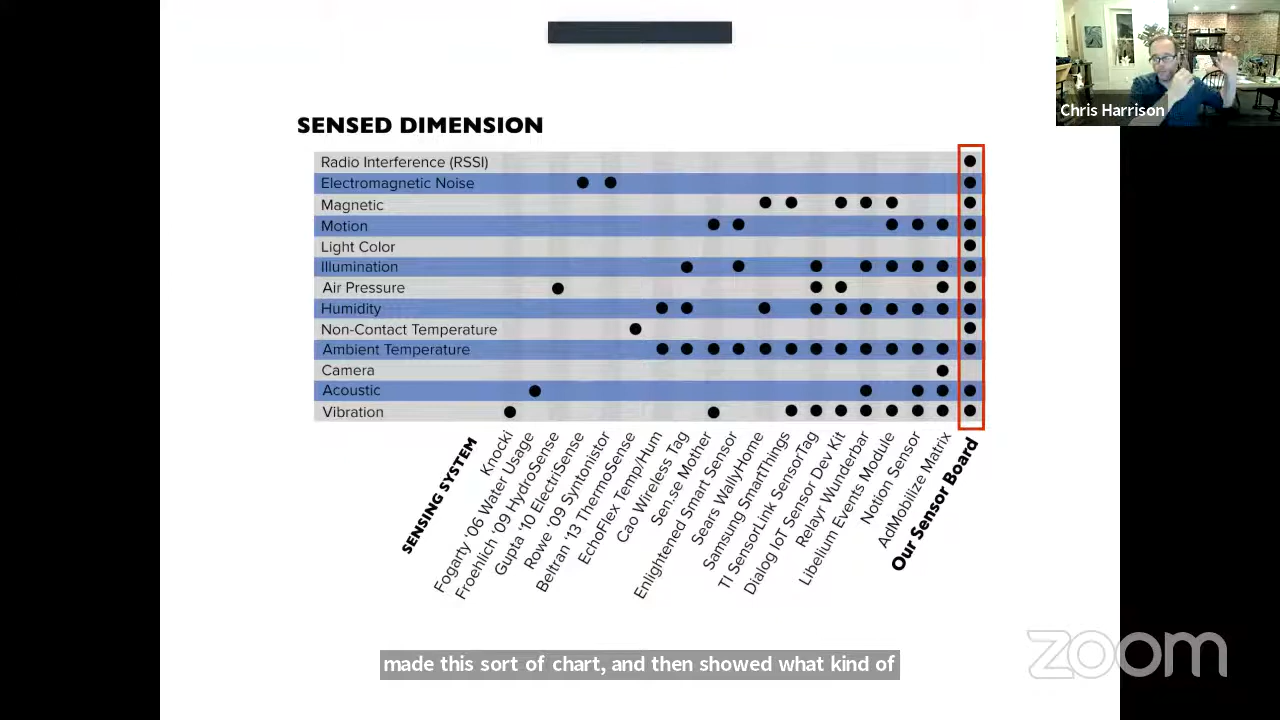 Chris Harrison
SENSED DIMENSION
Radio Interference (RSSI)
Electromagnetic Noise
Magnetic
Motion
Light Color
Illumination
Air Pressure
Humidity
Non-Contact Temperature
Ambient Temperature
Camera
Acoustic
Vibration
SENSING SYSTEM
Knocki
Fogarty '06 Water Usage
Froehlich '09 HydroSense
Gupta '10 ElectriSense
Rowe '09 Syntonistor
Beltran '13 ThermoSense
EchoFlex Temp/Hum
Cao Wireless Tag
Sen.se Mother
Enlightened Smart Sensor
Sears WallyHome
Samsung SmartThings
TI SensorLink SensorTag
Dialog IoT Sensor Dev Kit
Relayr Wunderbar
Libelium Events Module
Notion Sensor
AdMobilize Matrix
Our Sensor Board
made this sort of chart, and then showed what kind of
zoom